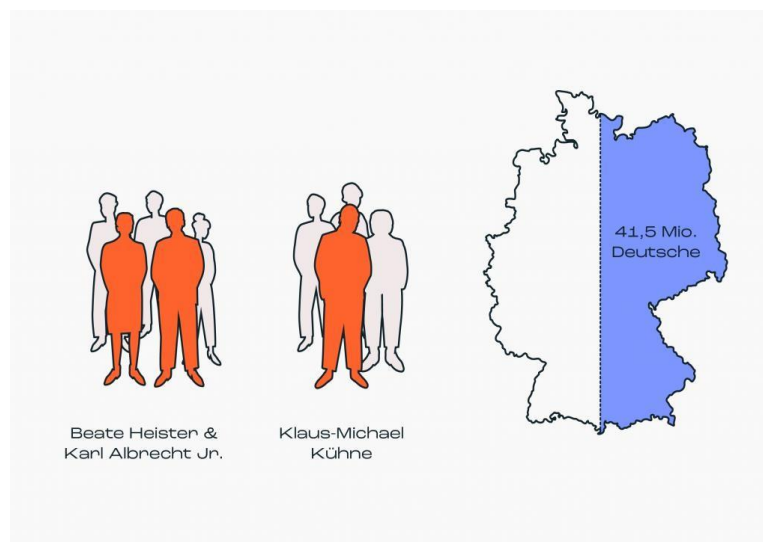 41,5 Mio.
Deutsche
Beate Heister &
Karl Albrecht Jr.
Klaus-Michael
Kühne